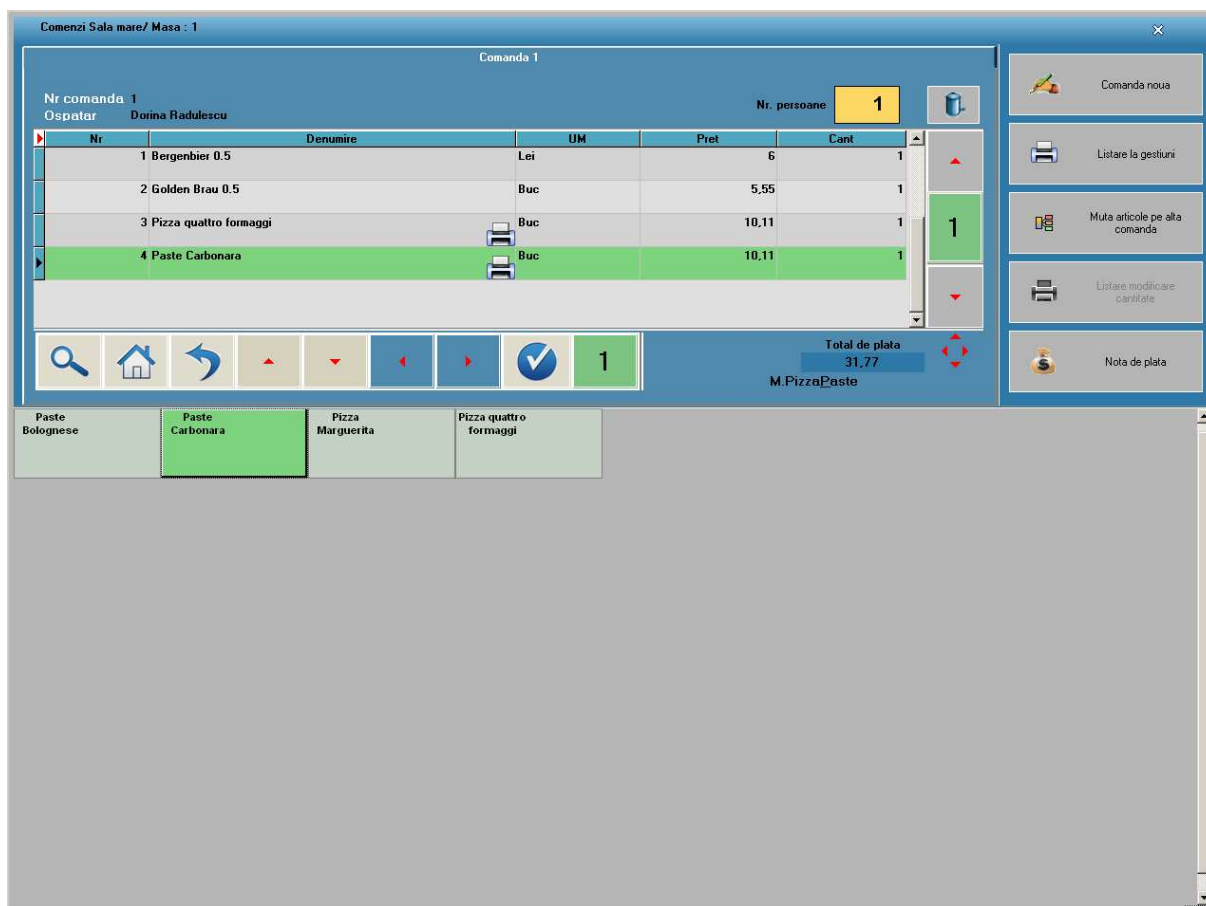 Comenzi Sala mare/ Masa : 1
Comanda 1
Nr comanda 1
Ospatar Dorina Radulescu
Nr. persoane 1
Nr Denumire UM Pret Cant
1 Bergenbier 0.5 Lei 6 1
2 Golden Brau 0.5 Buc 5,55 1
3 Pizza quattro formaggi Buc 10,11 1
4 Paste Carbonara Buc 10,11 1
1
1
Total de plata
31,77
M.PizzaPaste
Comanda noua
Listare la gestiuni
Muta articole pe alta
comanda
Listare modificare
cantitate
Nota de plata
Paste
Bolognese
Paste
Carbonara
Pizza
Marguerita
Pizza quattro
formaggi